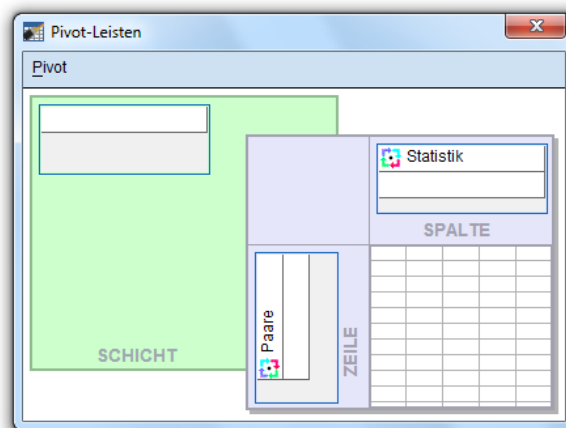 Pivot-Leisten
Pivot
Statistik
SPALTE
Paare
ZEILE
SCHICHT